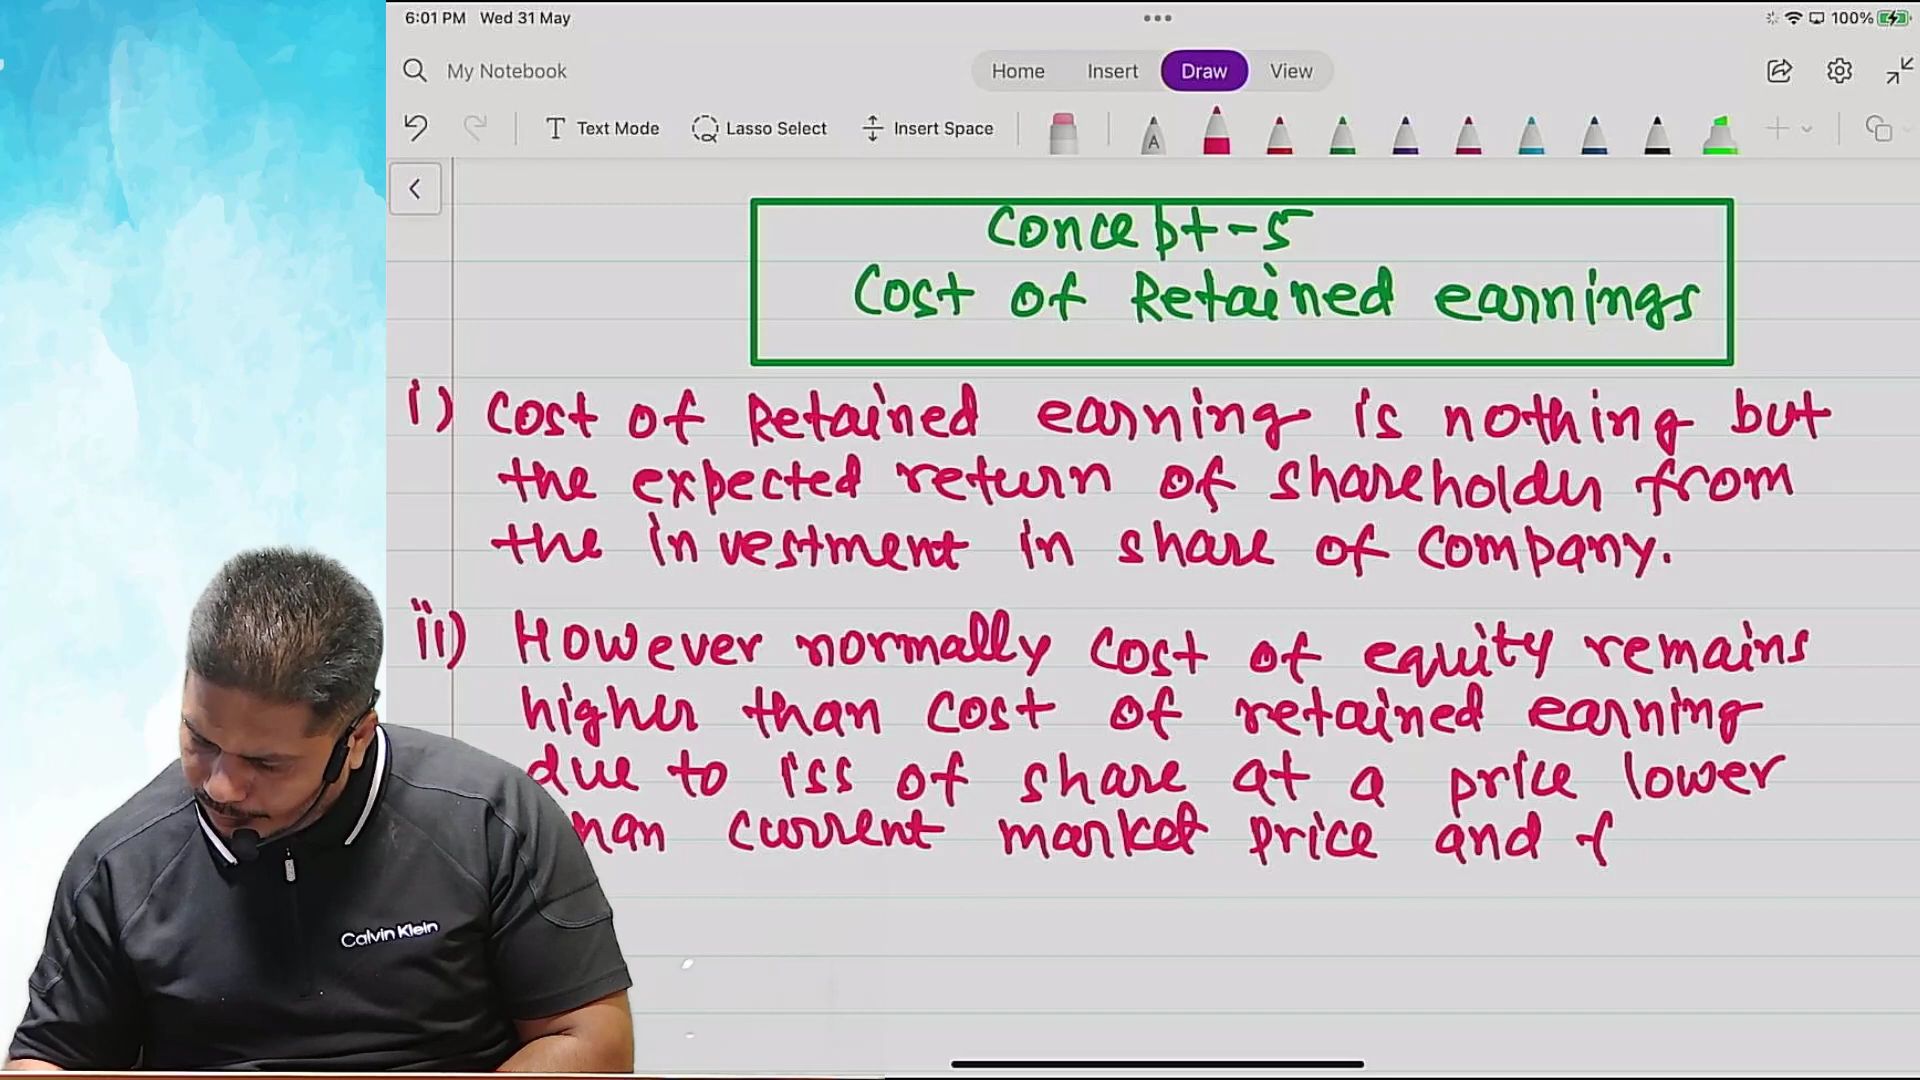 6:01 PM Wed 31 May
100%
My Notebook
Home Insert Draw View
Text Mode Lasso Select Insert Space
A
Concept-5
Cost of Retained earnings
i) Cost of Retained earning is nothing but
the expected return of shareholder from
the investment in share of company.
ii) However normally cost of equity remains
higher than cost of retained earning
due to iss of share at a price lower
han current market price and f
Calvin Klein